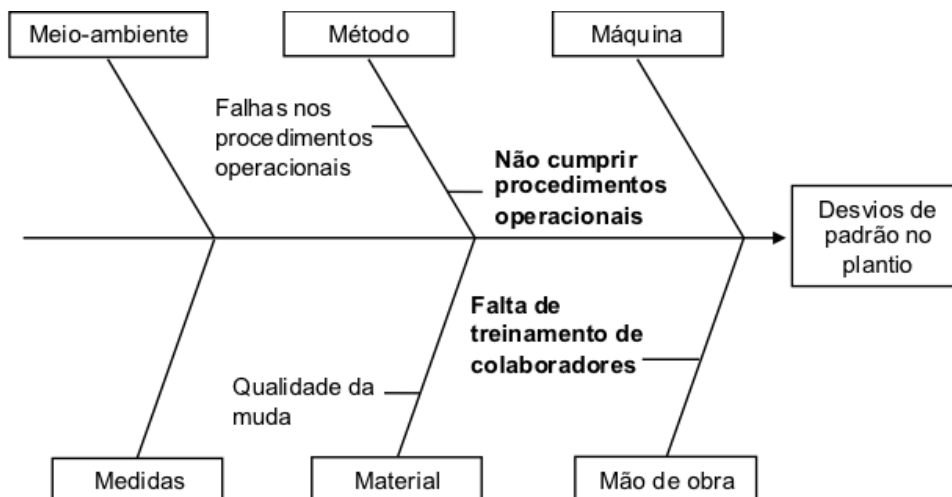 Meio-ambiente
Método
Máquina
Falhas nos
procedimentos
operacionais
Não cumprir
procedimentos
operacionais
Desvios de
padrão no
plantio
Falta de
treinamento de
colaboradores
Qualidade da
muda
Medidas
Material
Mão de obra